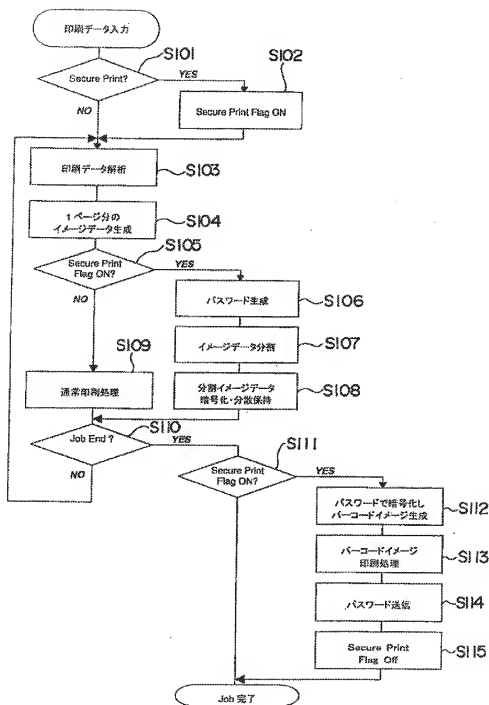 印刷データ入力
S101
Secure Print?
YES
S102
Secure Print Flag ON
NO
印刷データ解析
S103
1ページ分の
イメージデータ生成
S104
S105
Secure Print
Flag ON?
YES
NO
パスワード生成
S106
イメージデータ分割
S107
分割イメージデータ
暗号化・分散保持
S108
S109
通常印刷処理
Job End ?
S110
YES
NO
S111
Secure Print
Flag ON?
YES
パスワードで暗号化し
バーコードイメージ生成
S112
バーコードイメージ
印刷処理
S113
パスワード送信
S114
Secure Print
Flag Off
S115
Job 完了